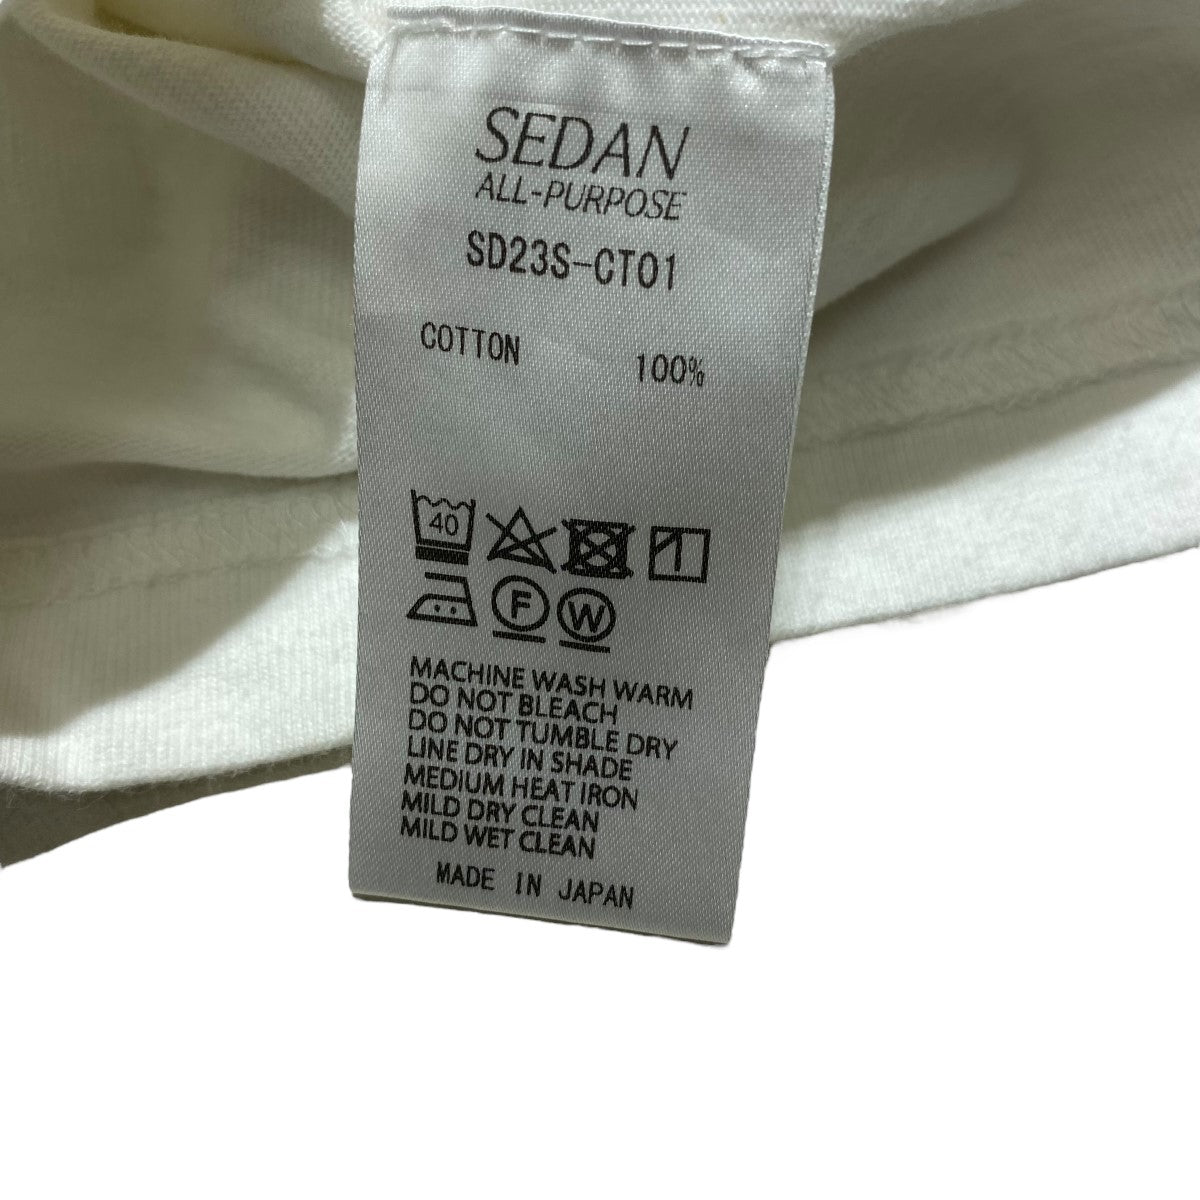 SEDAN
ALL-PURPOSE
SD23S-CT01
COTTON 100%
40
F W
MACHINE WASH WARM
DO NOT BLEACH
DO NOT TUMBLE DRY
LINE DRY IN SHADE
MEDIUM HEAT IRON
MILD DRY CLEAN
MILD WET CLEAN
MADE IN JAPAN